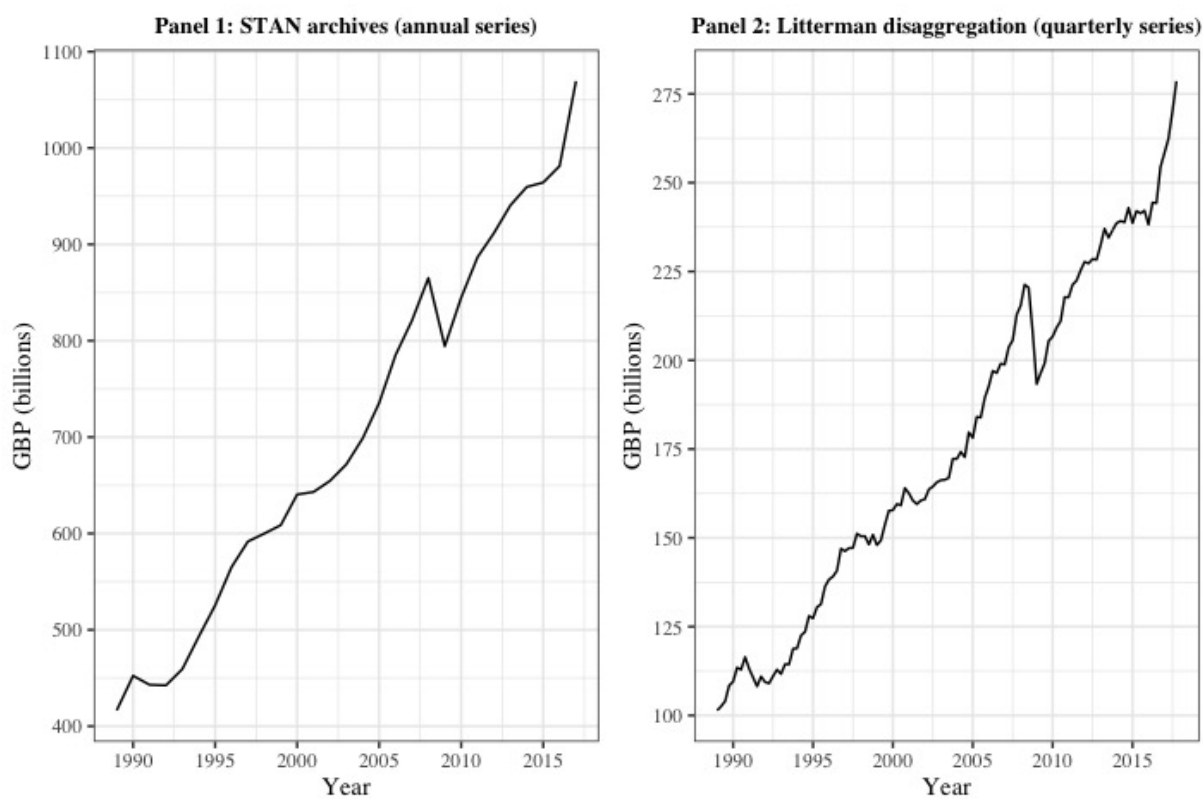 Panel 1: STAN archives (annual series)
1100
1000
900
800
700
600
500
400
GBP (billions)
1990 1995 2000 2005 2010 2015
Year
Panel 2: Litterman disaggregation (quarterly series)
275
250
225
200
175
150
125
100
GBP (billions)
1990 1995 2000 2005 2010 2015
Year